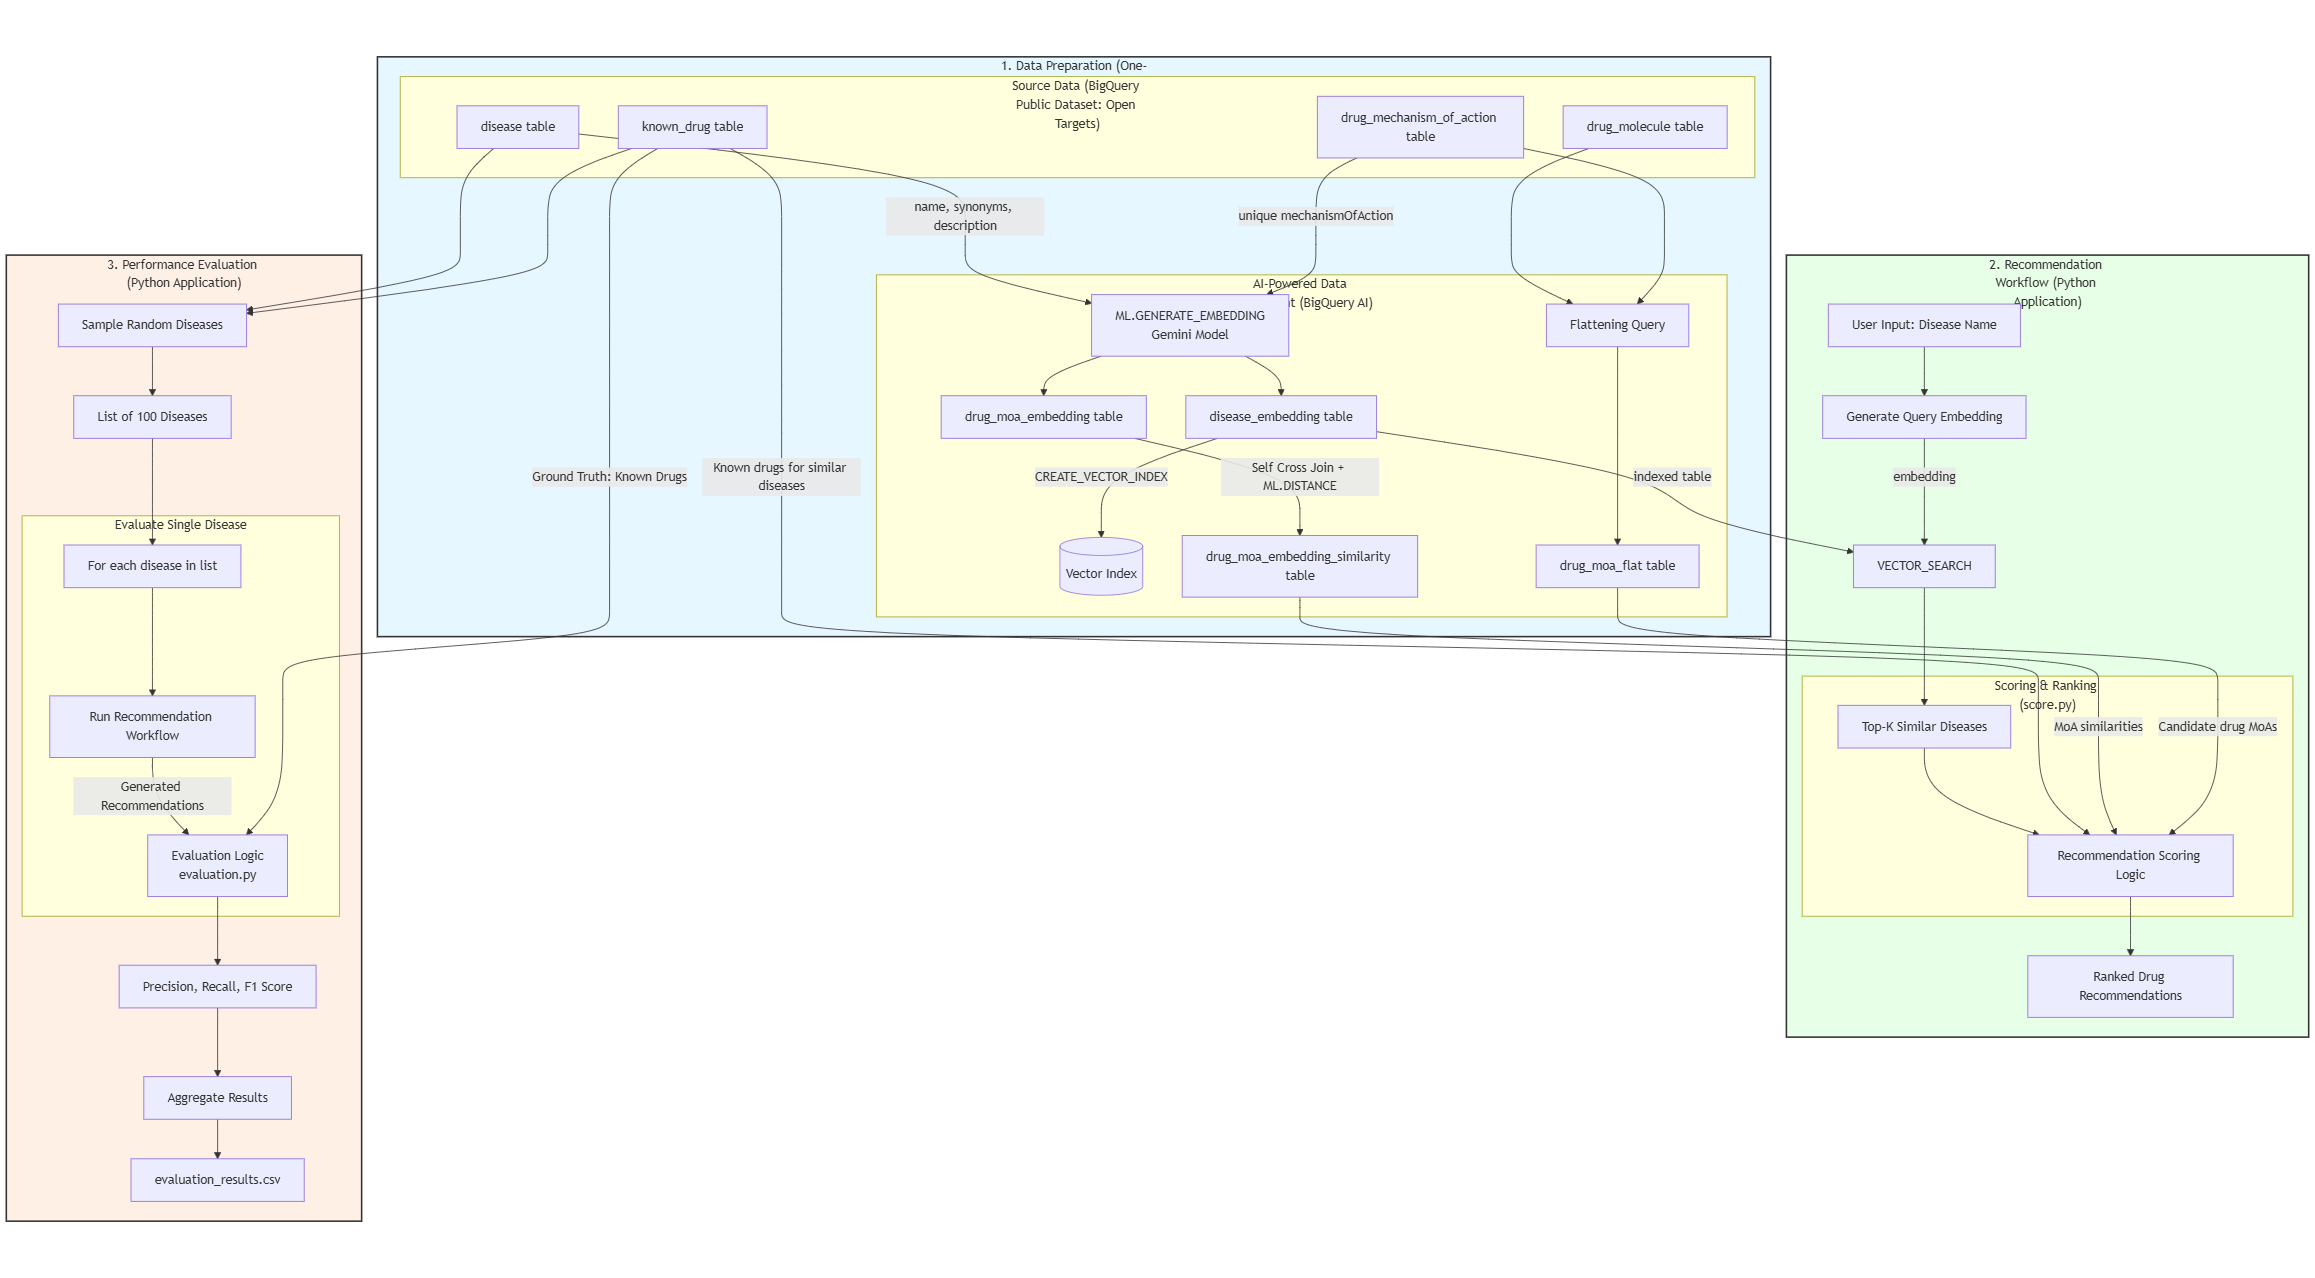 1. Data Preparation (One-
Source Data (BigQuery
Public Dataset: Open
Targets)
disease table
known_drug table
drug_mechanism_of_action
table
drug_molecule table
name, synonyms,
description
unique mechanismOfAction
AI-Powered Data
t (BigQuery AI)
ML.GENERATE_EMBEDDING
Gemini Model
Flattening Query
drug_moa_embedding table
disease_embedding table
Ground Truth: Known Drugs
Known drugs for similar
diseases
CREATE_VECTOR_INDEX
Self Cross Join +
ML.DISTANCE
indexed table
Vector Index
drug_moa_embedding_similarity
table
drug_moa_flat table
3. Performance Evaluation
(Python Application)
Sample Random Diseases
List of 100 Diseases
Evaluate Single Disease
For each disease in list
Run Recommendation
Workflow
Generated
Recommendations
Evaluation Logic
evaluation.py
Precision, Recall, F1 Score
Aggregate Results
evaluation_results.csv
2. Recommendation
Workflow (Python
Application)
User Input: Disease Name
Generate Query Embedding
embedding
VECTOR_SEARCH
Scoring & Ranking
(score.py)
Top-K Similar Diseases
MoA similarities
Candidate drug MoAs
Recommendation Scoring
Logic
Ranked Drug
Recommendations